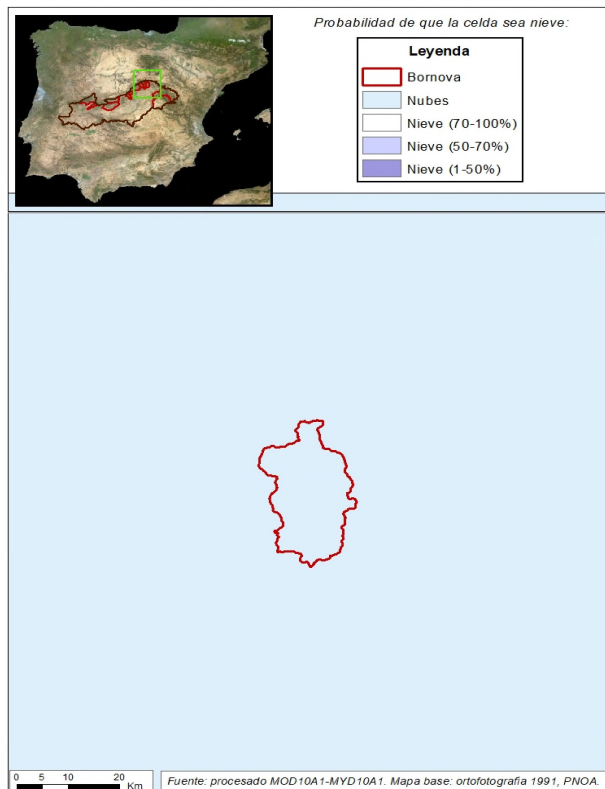 Probabilidad de que la celda sea nieve:
Leyenda
Bornova
Nubes
Nieve (70-100%)
Nieve (50-70%)
Nieve (1-50%)
0 5 10 20
Km
Fuente: procesado MOD10A1-MYD10A1. Mapa base: ortofotografia 1991, PNOA.